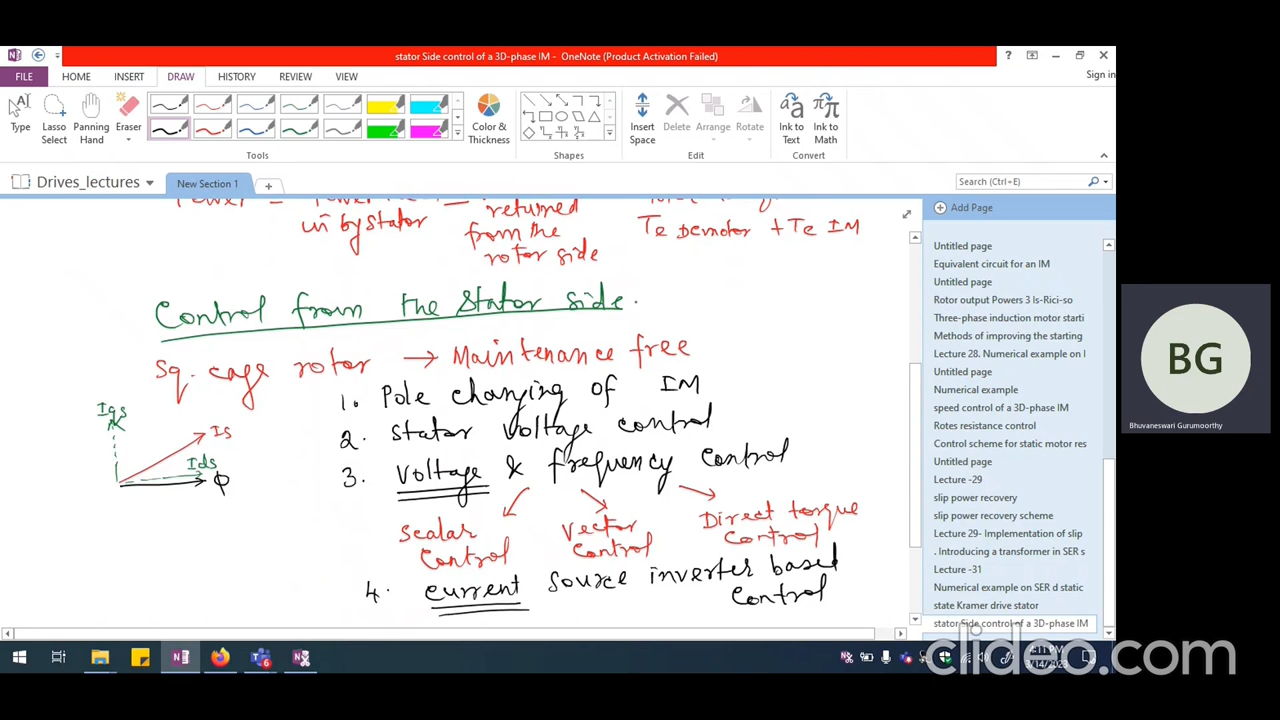 stator Side control of a 3D-phase IM - OneNote (Product Activation Failed)
FILE HOME INSERT DRAW HISTORY REVIEW VIEW
Sign in
Type
Lasso Select
Panning Hand
Eraser
Color & Thickness
Insert Space
Delete
Arrange
Rotate
Ink to Text
Ink to Math
Tools
Shapes
Edit
Convert
Drives_lectures
New Section 1
Search (Ctrl+E)
Add Page
in by stator
returned
from the
rotor side
Te Dc motor + Te IM
Control from the stator side.
Sq. cage rotor → Maintenance free
1. Pole changing of IM
2. stator voltage control
3. voltage & frequency control
Scalar control
Vector control
Direct torque control
4. current source inverter based control
Iqs
Is
Ids
Φ
Untitled page
Equivalent circuit for an IM
Untitled page
Rotor output Powers 3 Is-Rici-so
Three-phase induction motor starti
Methods of improving the starting
Lecture 28. Numerical example on I
Untitled page
Numerical example
speed control of a 3D-phase IM
Rotes resistance control
Control scheme for static motor res
Untitled page
Lecture -29
slip power recovery
slip power recovery scheme
Lecture 29- Implementation of slip
. Introducing a transformer in SER s
Lecture -31
Numerical example on SER d static
state Kramer drive stator
stator Side control of a 3D-phase IM
BG
Bhuvaneswari Gurumoorthy
4:11 PM
3/14/2023
clideo.com